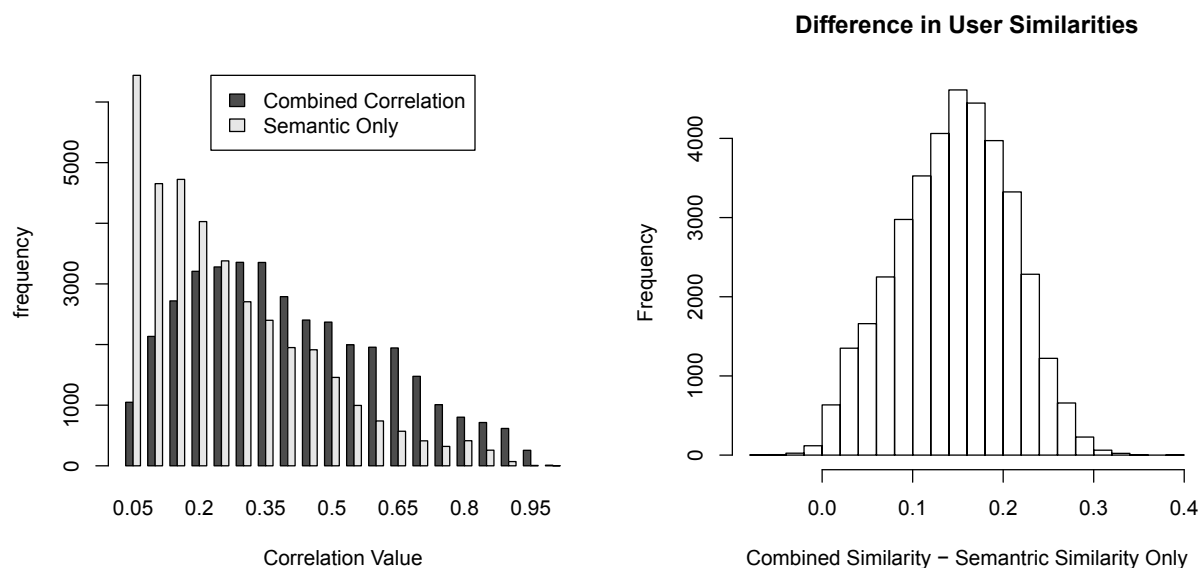 Difference in User Similarities
Combined Correlation
Semantic Only
frequency
0 1000 3000 5000
0.05 0.2 0.35 0.5 0.65 0.8 0.95
Correlation Value
Frequency
0 1000 2000 3000 4000
0.0 0.1 0.2 0.3 0.4
Combined Similarity − Semantric Similarity Only